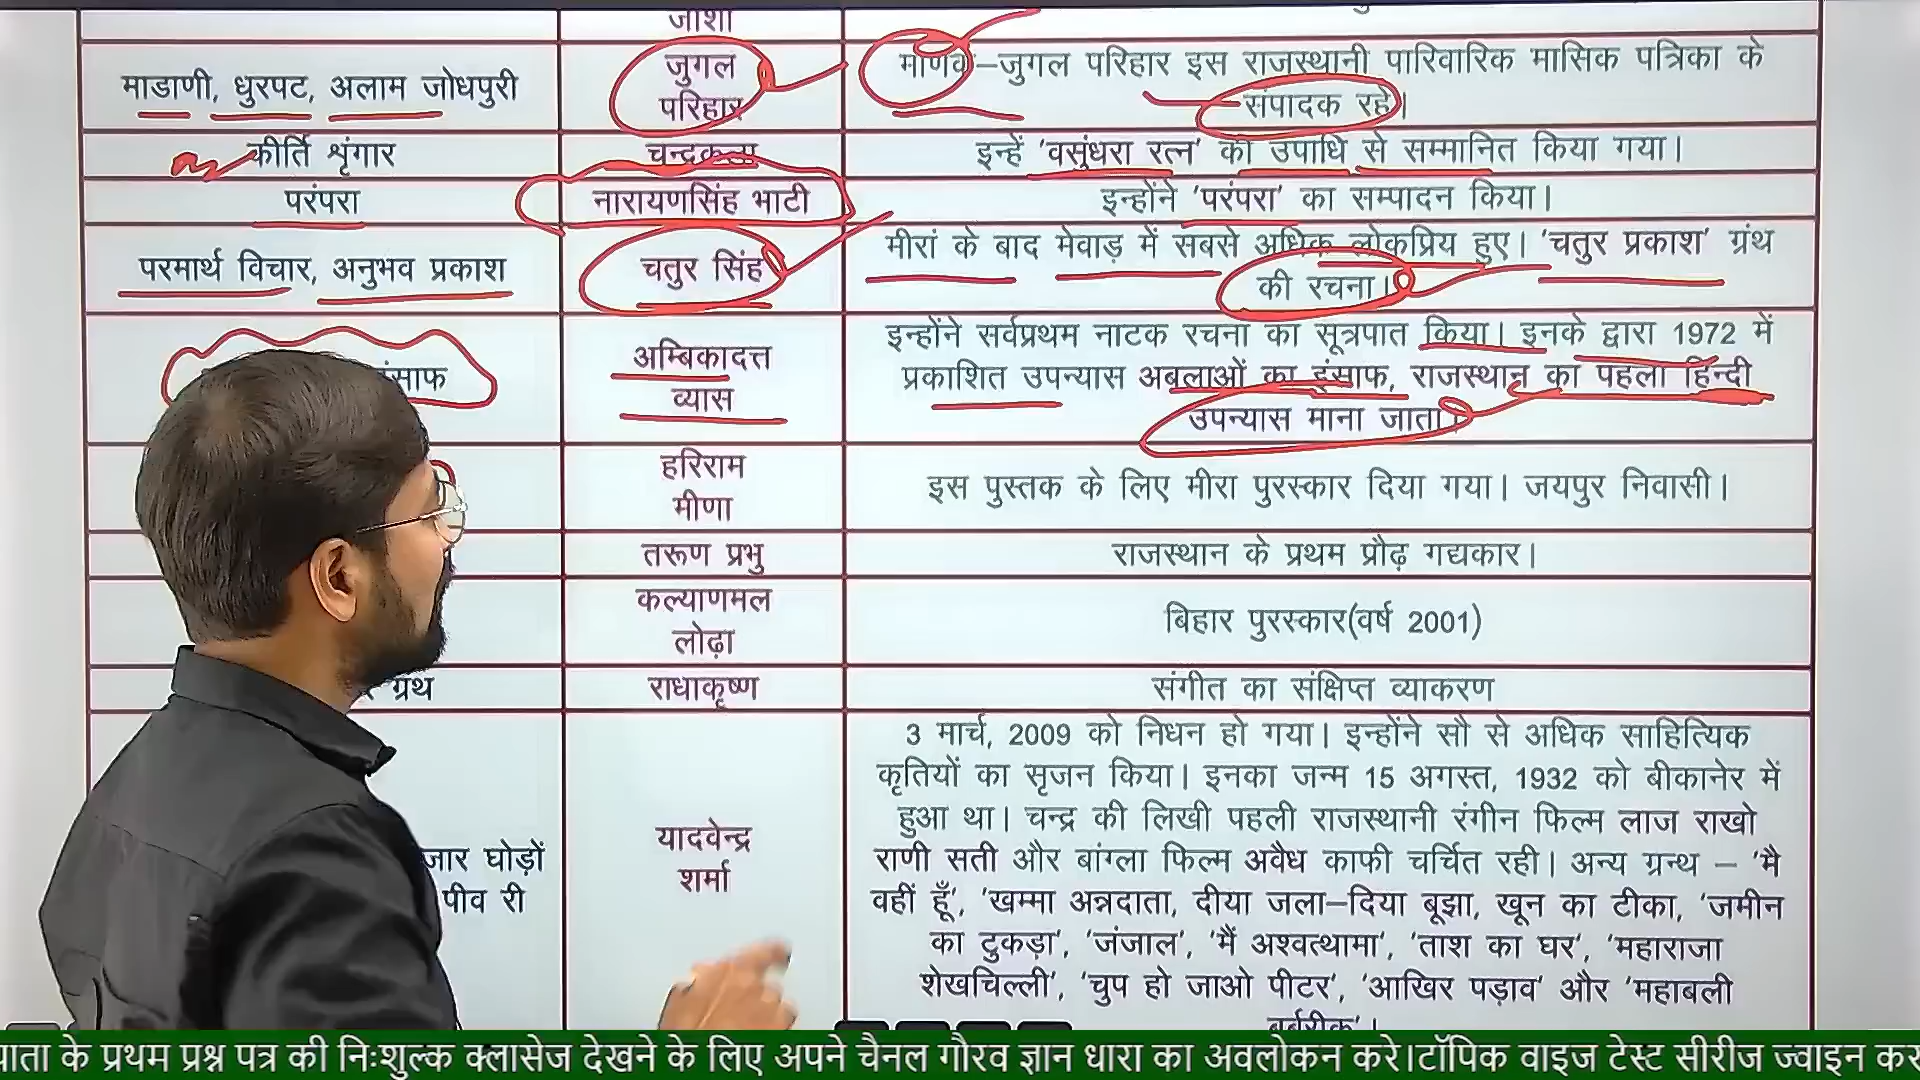 जोशी
माडाणी, धुरपट, अलाम जोधपुरी
जुगल
परिहार
माणक–जुगल परिहार इस राजस्थानी पारिवारिक मासिक पत्रिका के
संपादक रहे।
कीर्ति शृंगार
चन्द्रकला
इन्हें 'वसुंधरा रत्न' की उपाधि से सम्मानित किया गया।
परंपरा
नारायणसिंह भाटी
इन्होंने 'परंपरा' का सम्पादन किया।
परमार्थ विचार, अनुभव प्रकाश
चतुर सिंह
मीरां के बाद मेवाड़ में सबसे अधिक लोकप्रिय हुए। 'चतुर प्रकाश' ग्रंथ
की रचना।
अम्बिकादत्त
व्यास
इन्होंने सर्वप्रथम नाटक रचना का सूत्रपात किया। इनके द्वारा 1972 में
प्रकाशित उपन्यास अबलाओं का इंसाफ, राजस्थान का पहला हिन्दी
उपन्यास माना जाता।
हरिराम
मीणा
इस पुस्तक के लिए मीरा पुरस्कार दिया गया। जयपुर निवासी।
तरूण प्रभु
राजस्थान के प्रथम प्रौढ़ गद्यकार।
कल्याणमल
लोढ़ा
बिहार पुरस्कार(वर्ष 2001)
ग्रंथ
राधाकृष्ण
संगीत का संक्षिप्त व्याकरण
घोड़ों
पीव री
यादवेन्द्र
शर्मा
3 मार्च, 2009 को निधन हो गया। इन्होंने सौ से अधिक साहित्यिक
कृतियों का सृजन किया। इनका जन्म 15 अगस्त, 1932 को बीकानेर में
हुआ था। चन्द्र की लिखी पहली राजस्थानी रंगीन फिल्म लाज राखो
राणी सती और बांग्ला फिल्म अवैध काफी चर्चित रही। अन्य ग्रन्थ – 'मै
वहीं हूँ', 'खम्मा अन्नदाता, दीया जला–दिया बूझा, खून का टीका, 'जमीन
का टुकड़ा', 'जंजाल', 'मैं अश्वत्थामा', 'ताश का घर', 'महाराजा
शेखचिल्ली', 'चुप हो जाओ पीटर', 'आखिर पड़ाव' और 'महाबली
बर्बरीक'।
के प्रथम प्रश्न पत्र की निःशुल्क क्लासेज देखने के लिए अपने चैनल गौरव ज्ञान धारा का अवलोकन करे।टॉपिक वाइज टेस्ट सीरीज ज्वाइन